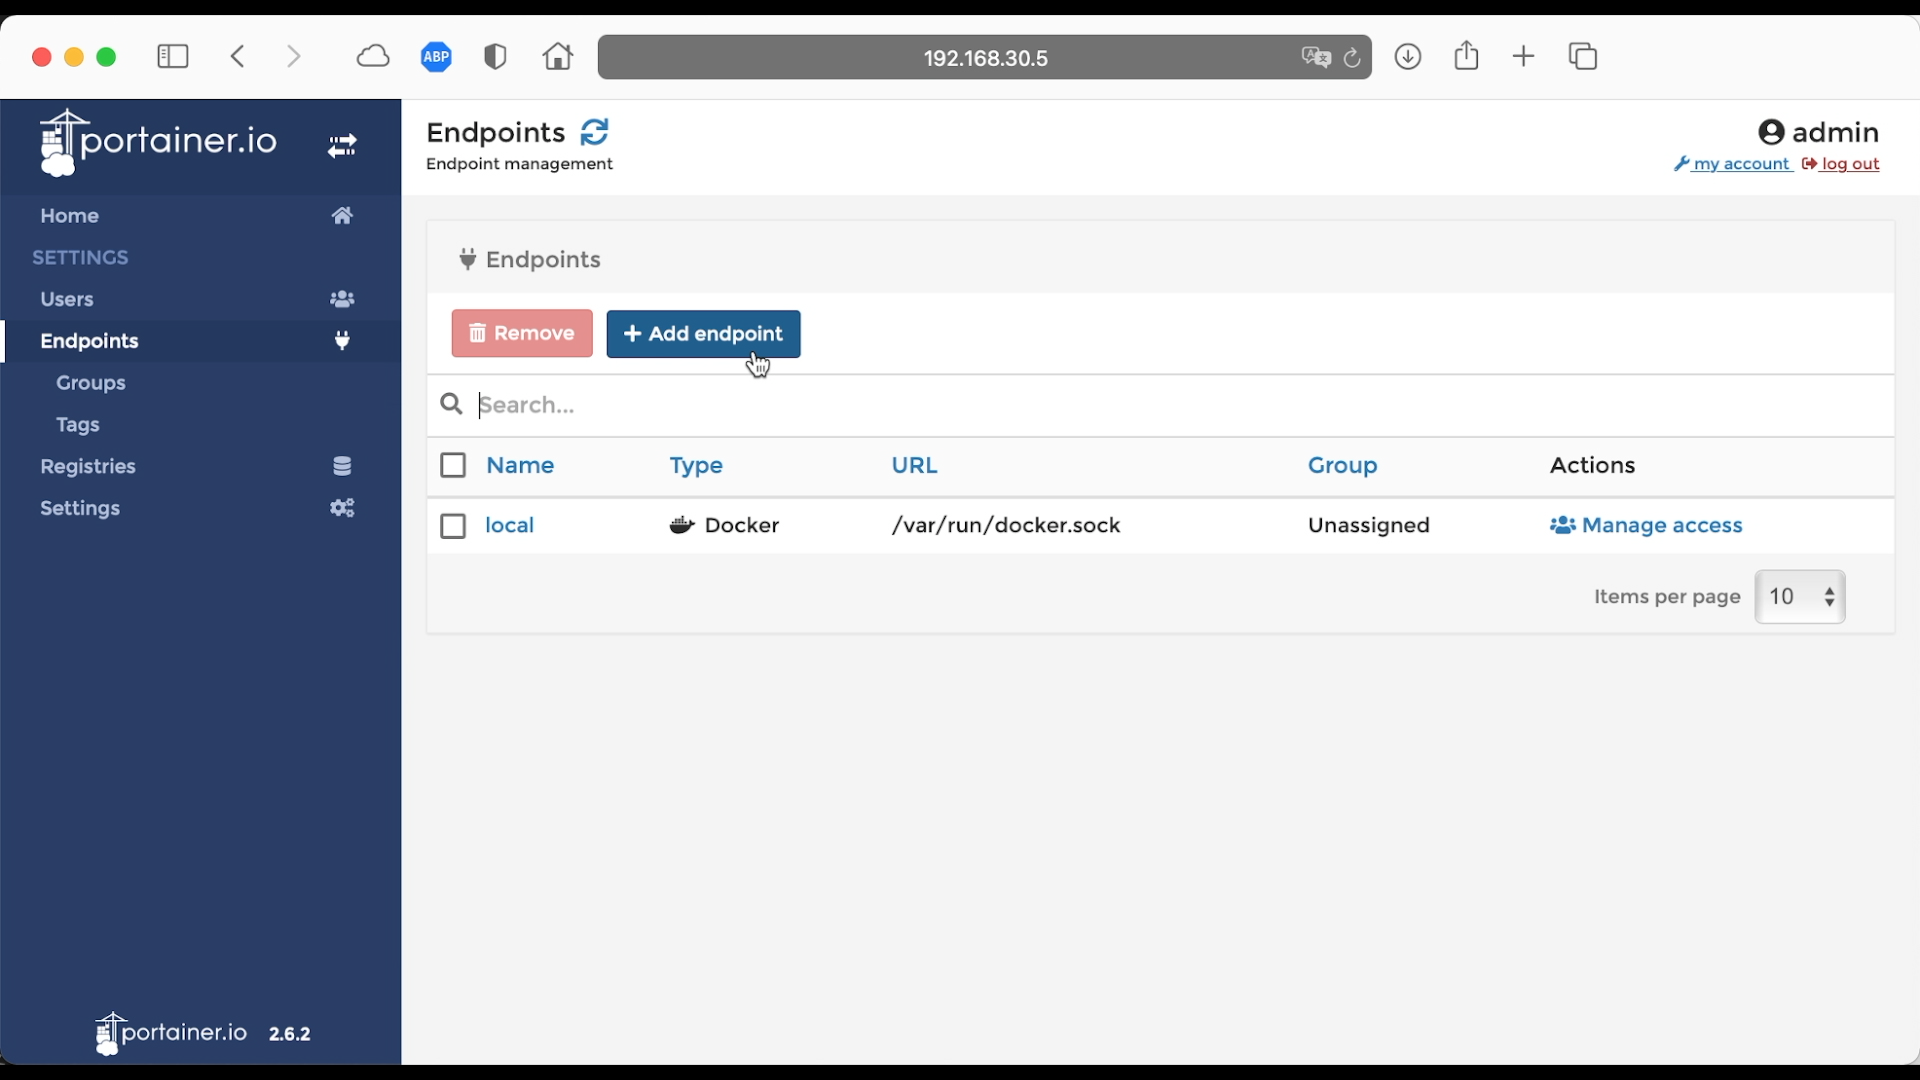 ABP
192.168.30.5
portainer.io
Home
SETTINGS
Users
Endpoints
Groups
Tags
Registries
Settings
portainer.io 2.6.2
Endpoints
Endpoint management
admin
my account log out
Endpoints
Remove + Add endpoint
Search...
Name Type URL Group Actions
local Docker /var/run/docker.sock Unassigned Manage access
Items per page 10